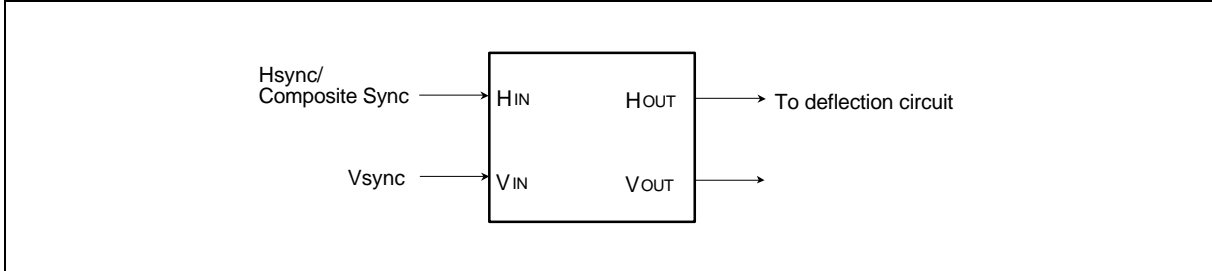 Hsync/
Composite Sync
HIN
HOUT
To deflection circuit
Vsync
VIN
VOUT